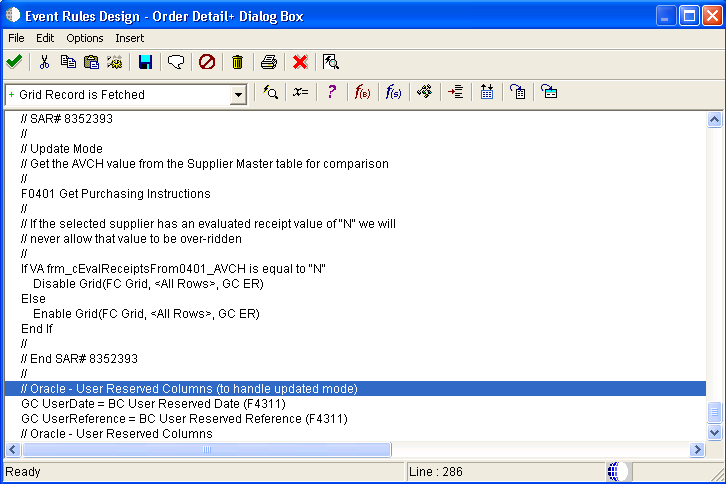 Event Rules Design - Order Detail+ Dialog Box
File Edit Options Insert
+ Grid Record is Fetched
x= ? f(B) f(S)
// SAR# 8352393
//
// Update Mode
// Get the AVCH value from the Supplier Master table for comparison
//
F0401 Get Purchasing Instructions
//
// If the selected supplier has an evaluated receipt value of "N" we will
// never allow that value to be over-ridden
//
If VA frm_cEvalReceiptsFrom0401_AVCH is equal to "N"
Disable Grid(FC Grid, <All Rows>, GC ER)
Else
Enable Grid(FC Grid, <All Rows>, GC ER)
End If
//
// End SAR# 8352393
//
// Oracle - User Reserved Columns (to handle updated mode)
GC UserDate = BC User Reserved Date (F4311)
GC UserReference = BC User Reserved Reference (F4311)
// Oracle - User Reserved Columns
Ready
Line : 286